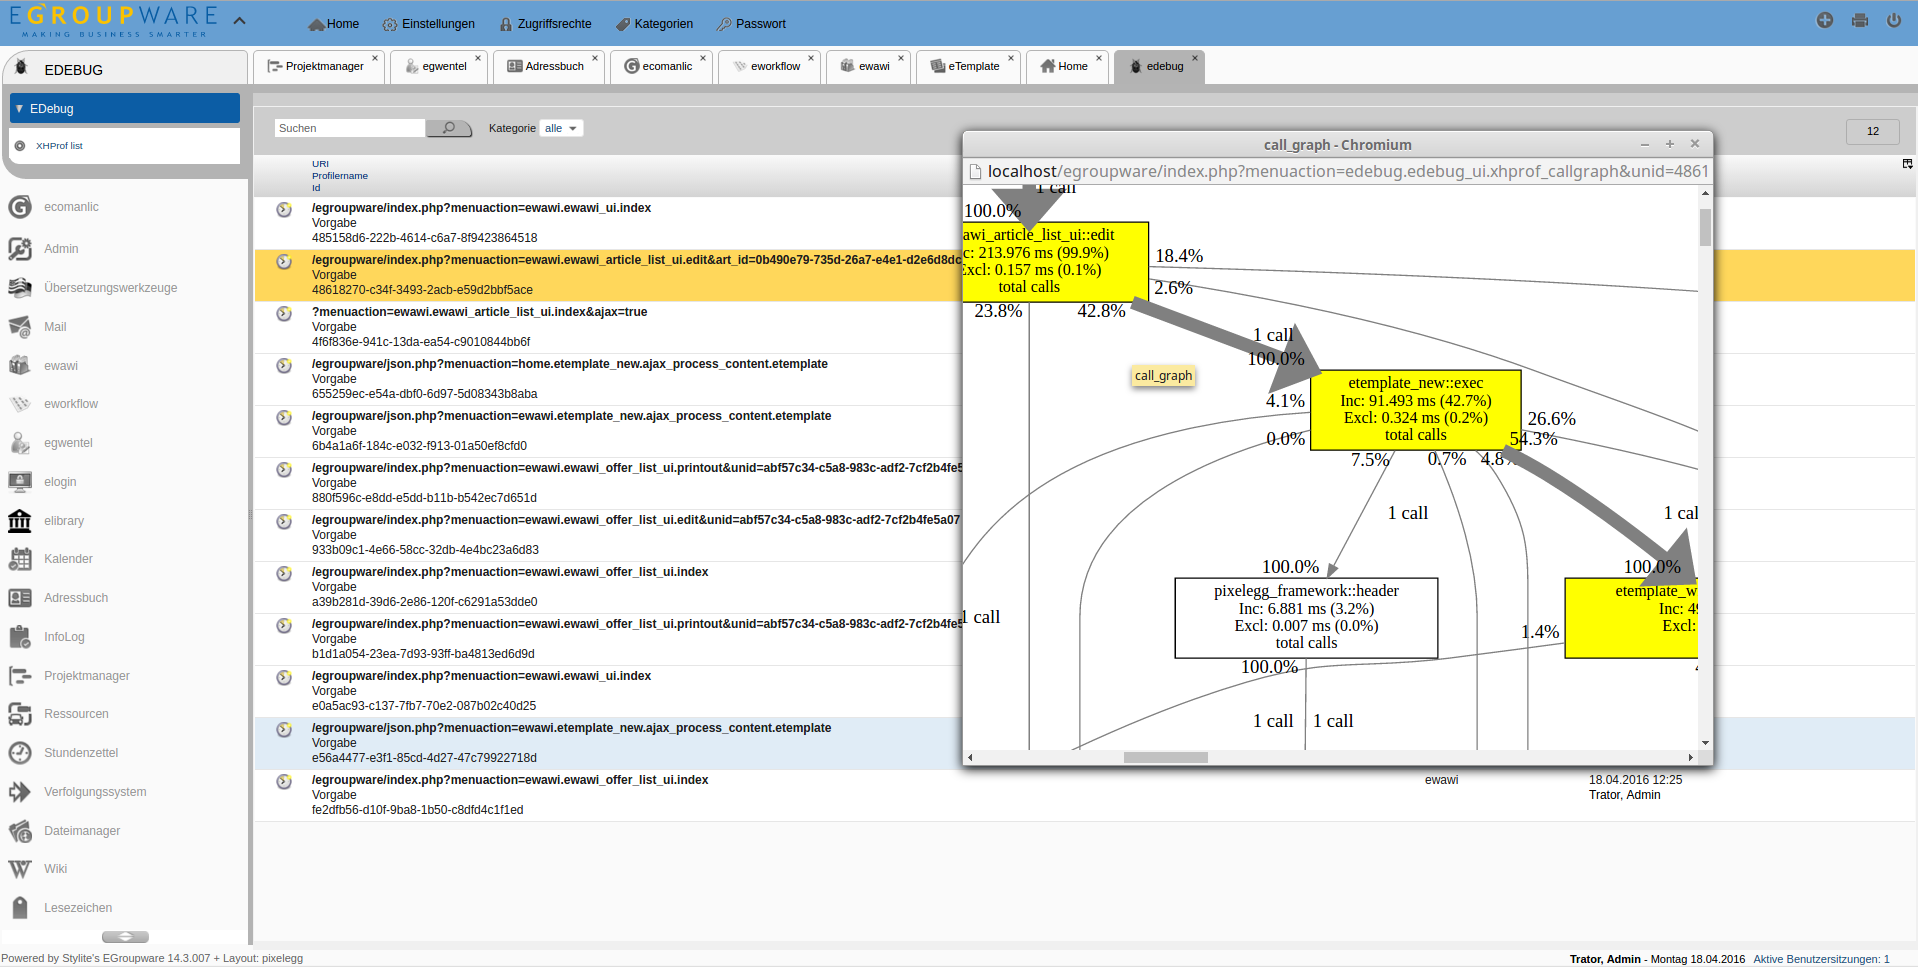 EGROUPWARE
MAKING BUSINESS SMARTER
Home
Einstellungen
Zugriffsrechte
Kategorien
Passwort
EDEBUG
Projektmanager
egwentel
Adressbuch
ecomanlic
eworkflow
ewawi
eTemplate
Home
edebug
EDebug
XHProf list
ecomanlic
Admin
Übersetzungswerkzeuge
Mail
ewawi
eworkflow
egwentel
elogin
elibrary
Kalender
Adressbuch
InfoLog
Projektmanager
Ressourcen
Stundenzettel
Verfolgungssystem
Dateimanager
Wiki
Lesezeichen
Suchen
Kategorie
alle
12
URI
Profilername
Id
/egroupware/index.php?menuaction=ewawi.ewawi_ui.index
Vorgabe
485158d6-222b-4614-c6a7-8f9423864518
/egroupware/index.php?menuaction=ewawi.ewawi_article_list_ui.edit&art_id=0b490e79-735d-26a7-e4e1-d2e6d8dc
Vorgabe
48618270-c34f-3493-2acb-e59d2bbf5ace
?menuaction=ewawi.ewawi_article_list_ui.index&ajax=true
Vorgabe
4f6f836e-941c-13da-ea54-c9010844bb6f
/egroupware/json.php?menuaction=home.etemplate_new.ajax_process_content.etemplate
Vorgabe
655259ec-e54a-dbf0-6d97-5d08343b8aba
/egroupware/json.php?menuaction=ewawi.etemplate_new.ajax_process_content.etemplate
Vorgabe
6b4a1a6f-184c-e032-f913-01a50ef8cfd0
/egroupware/index.php?menuaction=ewawi.ewawi_offer_list_ui.printout&unid=abf57c34-c5a8-983c-adf2-7cf2b4fe5
Vorgabe
880f596c-e8dd-e5dd-b11b-b542ec7d651d
/egroupware/index.php?menuaction=ewawi.ewawi_offer_list_ui.edit&unid=abf57c34-c5a8-983c-adf2-7cf2b4fe5a07
Vorgabe
933b09c1-4e66-58cc-32db-4e4bc23a6d83
/egroupware/index.php?menuaction=ewawi.ewawi_offer_list_ui.index
Vorgabe
a39b281d-39d6-2e86-120f-c6291a53dde0
/egroupware/index.php?menuaction=ewawi.ewawi_offer_list_ui.printout&unid=abf57c34-c5a8-983c-adf2-7cf2b4fe5
Vorgabe
b1d1a054-23ea-7d93-93ff-ba4813ed6d9d
/egroupware/index.php?menuaction=ewawi.ewawi_ui.index
Vorgabe
e0a5ac93-c137-7fb7-70e2-087b02c40d25
/egroupware/json.php?menuaction=ewawi.etemplate_new.ajax_process_content.etemplate
Vorgabe
e56a4477-e3f1-85cd-4d27-47c79922718d
/egroupware/index.php?menuaction=ewawi.ewawi_offer_list_ui.index
Vorgabe
fe2dfb56-d10f-9ba8-1b50-c8dfd4c1f1ed
ewawi
18.04.2016 12:25
Trator, Admin
call_graph - Chromium
localhost/egroupware/index.php?menuaction=edebug.edebug_ui.xhprof_callgraph&unid=4861
1 call
100.0%
awi_article_list_ui::edit
c: 213.976 ms (99.9%)
Excl: 0.157 ms (0.1%)
total calls
18.4%
2.6%
23.8%
42.8%
1 call
100.0%
call_graph
etemplate_new::exec
Inc: 91.493 ms (42.7%)
Excl: 0.324 ms (0.2%)
total calls
4.1%
0.0%
26.6%
54.3%
7.5%
0.7%
4.8%
1 call
1 cal
100.0%
100.0%
pixelegg_framework::header
Inc: 6.881 ms (3.2%)
Excl: 0.007 ms (0.0%)
total calls
etemplate_w
Inc: 49
Excl:
1 call
1.4%
100.0%
1 call
1 call
Powered by Stylite's EGroupware 14.3.007 + Layout: pixelegg
Trator, Admin - Montag 18.04.2016
Aktive Benutzersitzungen: 1